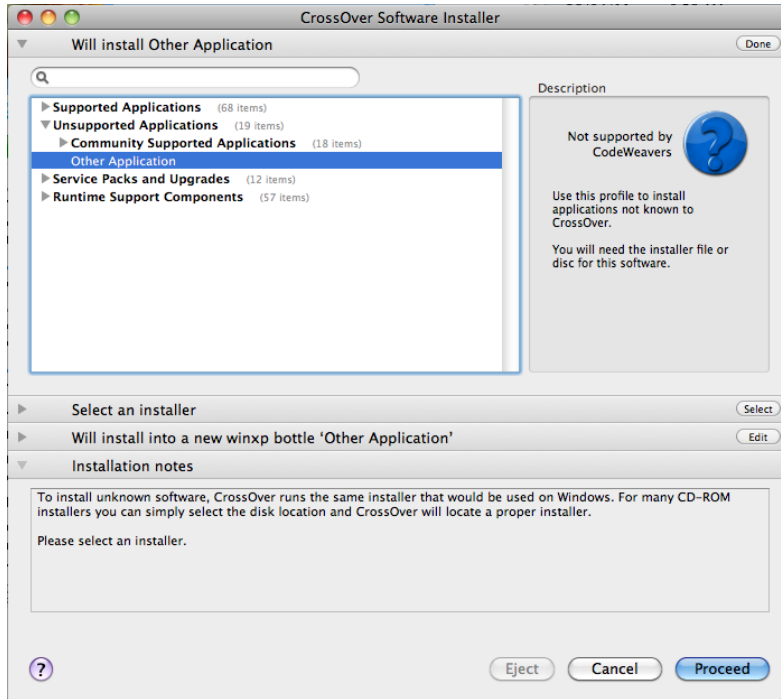 CrossOver Software Installer
Will install Other Application
Done
Description
Supported Applications (68 items)
Unsupported Applications (19 items)
Community Supported Applications (18 items)
Other Application
Service Packs and Upgrades (12 items)
Runtime Support Components (57 items)
Not supported by
CodeWeavers
?
Use this profile to install
applications not known to
CrossOver.
You will need the installer file or
disc for this software.
Select an installer
Select
Will install into a new winxp bottle ‘Other Application’
Edit
Installation notes
To install unknown software, CrossOver runs the same installer that would be used on Windows. For many CD-ROM
installers you can simply select the disk location and CrossOver will locate a proper installer.
Please select an installer.
?
Eject
Cancel
Proceed